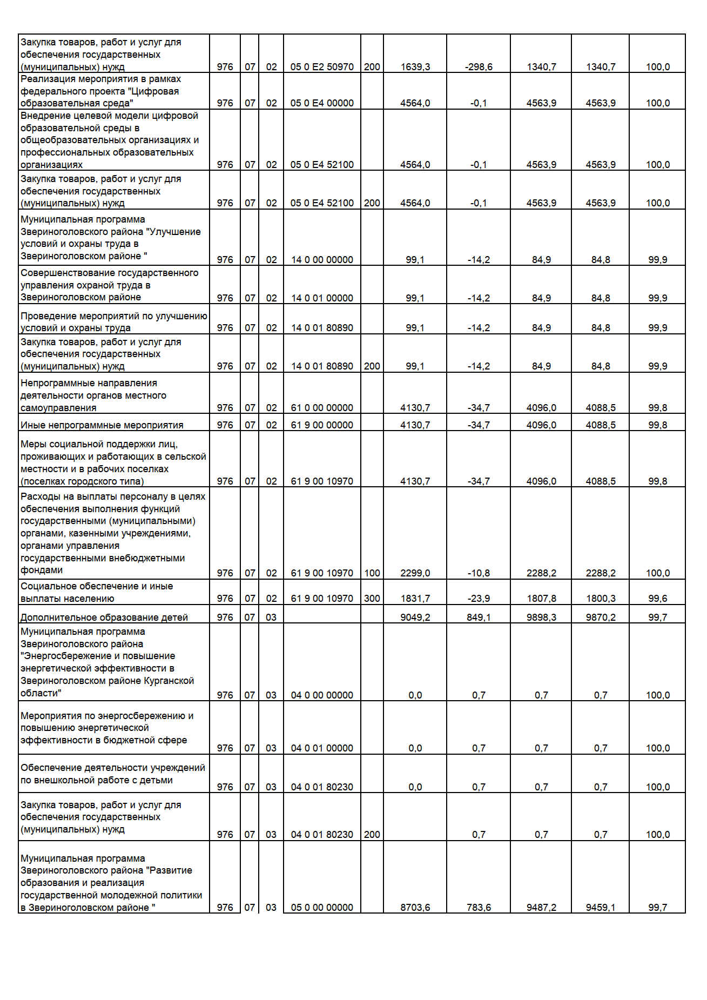 Закупка товаров, работ и услуг для
обеспечения государственных
(муниципальных) нужд 976 07 02 05 0 E2 50970 200 1639,3 -298,6 1340,7 1340,7 100,0
Реализация мероприятия в рамках
федерального проекта "Цифровая
образовательная среда" 976 07 02 05 0 E4 00000 4564,0 -0,1 4563,9 4563,9 100,0
Внедрение целевой модели цифровой
образовательной среды в
общеобразовательных организациях и
профессиональных образовательных
организациях 976 07 02 05 0 E4 52100 4564,0 -0,1 4563,9 4563,9 100,0
Закупка товаров, работ и услуг для
обеспечения государственных
(муниципальных) нужд 976 07 02 05 0 E4 52100 200 4564,0 -0,1 4563,9 4563,9 100,0
Муниципальная программа
Звериноголовского района "Улучшение
условий и охраны труда в
Звериноголовском районе " 976 07 02 14 0 00 00000 99,1 -14,2 84,9 84,8 99,9
Совершенствование государственного
управления охраной труда в
Звериноголовском районе 976 07 02 14 0 01 00000 99,1 -14,2 84,9 84,8 99,9
Проведение мероприятий по улучшению
условий и охраны труда 976 07 02 14 0 01 80890 99,1 -14,2 84,9 84,8 99,9
Закупка товаров, работ и услуг для
обеспечения государственных
(муниципальных) нужд 976 07 02 14 0 01 80890 200 99,1 -14,2 84,9 84,8 99,9
Непрограммные направления
деятельности органов местного
самоуправления 976 07 02 61 0 00 00000 4130,7 -34,7 4096,0 4088,5 99,8
Иные непрограммные мероприятия 976 07 02 61 9 00 00000 4130,7 -34,7 4096,0 4088,5 99,8
Меры социальной поддержки лиц,
проживающих и работающих в сельской
местности и в рабочих поселках
(поселках городского типа) 976 07 02 61 9 00 10970 4130,7 -34,7 4096,0 4088,5 99,8
Расходы на выплаты персоналу в целях
обеспечения выполнения функций
государственными (муниципальными)
органами, казенными учреждениями,
органами управления
государственными внебюджетными
фондами 976 07 02 61 9 00 10970 100 2299,0 -10,8 2288,2 2288,2 100,0
Социальное обеспечение и иные
выплаты населению 976 07 02 61 9 00 10970 300 1831,7 -23,9 1807,8 1800,3 99,6
Дополнительное образование детей 976 07 03 9049,2 849,1 9898,3 9870,2 99,7
Муниципальная программа
Звериноголовского района
"Энергосбережение и повышение
энергетической эффективности в
Звериноголовском районе Курганской
области" 976 07 03 04 0 00 00000 0,0 0,7 0,7 0,7 100,0
Мероприятия по энергосбережению и
повышению энергетической
эффективности в бюджетной сфере 976 07 03 04 0 01 00000 0,0 0,7 0,7 0,7 100,0
Обеспечение деятельности учреждений
по внешкольной работе с детьми 976 07 03 04 0 01 80230 0,0 0,7 0,7 0,7 100,0
Закупка товаров, работ и услуг для
обеспечения государственных
(муниципальных) нужд 976 07 03 04 0 01 80230 200 0,7 0,7 0,7 100,0
Муниципальная программа
Звериноголовского района "Развитие
образования и реализация
государственной молодежной политики
в Звериноголовском районе " 976 07 03 05 0 00 00000 8703,6 783,6 9487,2 9459,1 99,7